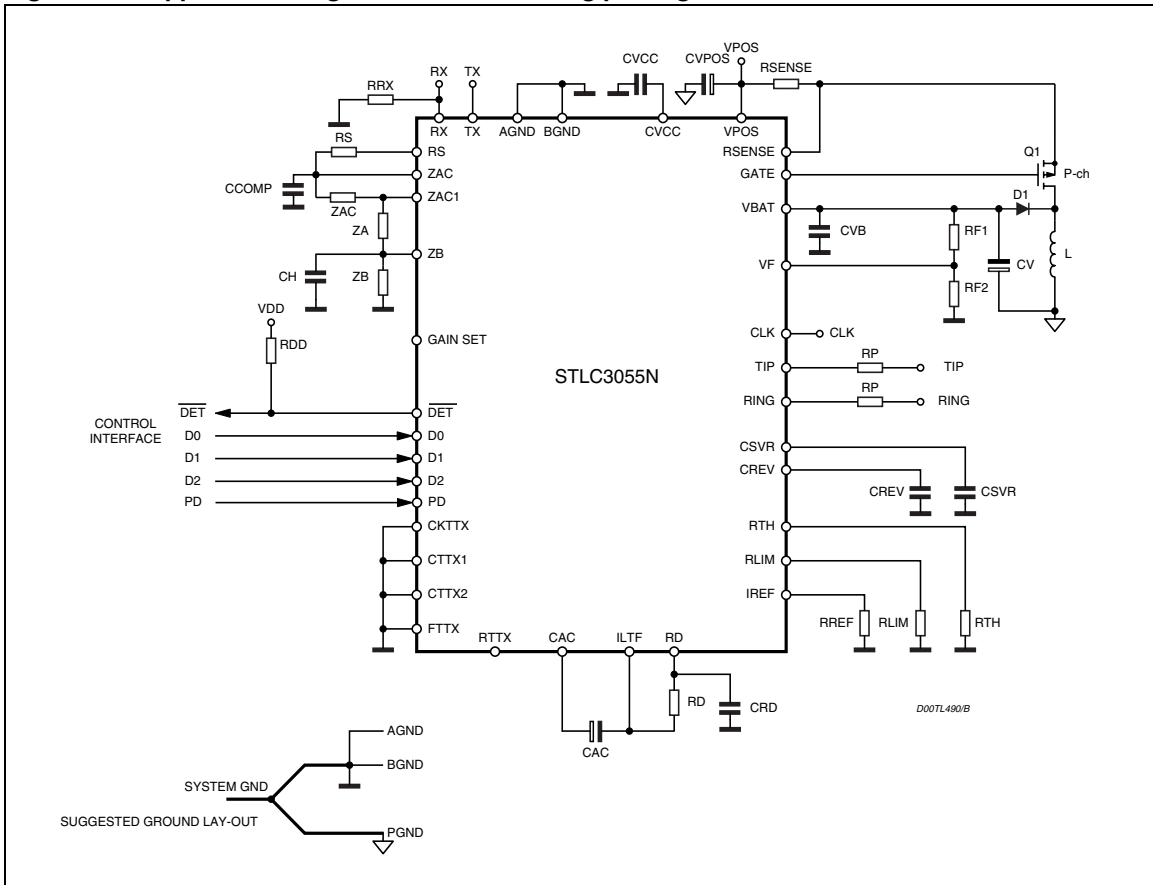 VPOS
CVCC
CVPOS
RSENSE
RX
TX
RRX
RX
TX
AGND
BGND
CVCC
VPOS
RS
RS
RSENSE
Q1
P-ch
ZAC
GATE
CCOMP
ZAC
ZAC1
D1
VBAT
ZA
CVB
RF1
ZB
CH
ZB
VF
CV
L
RF2
VDD
RDD
GAIN SET
CLK
CLK
STLC3055N
TIP
RP
TIP
RING
RP
RING
CONTROL
INTERFACE
DET
DET
D0
D0
D1
D1
D2
D2
PD
PD
CSVR
CREV
CREV
CSVR
CKTTX
RTH
CTTX1
RLIM
CTTX2
IREF
RREF
RLIM
RTH
FTTX
RTTX
CAC
ILTF
RD
RD
CRD
CAC
D00TL490/B
AGND
BGND
SYSTEM GND
SUGGESTED GROUND LAY-OUT
PGND